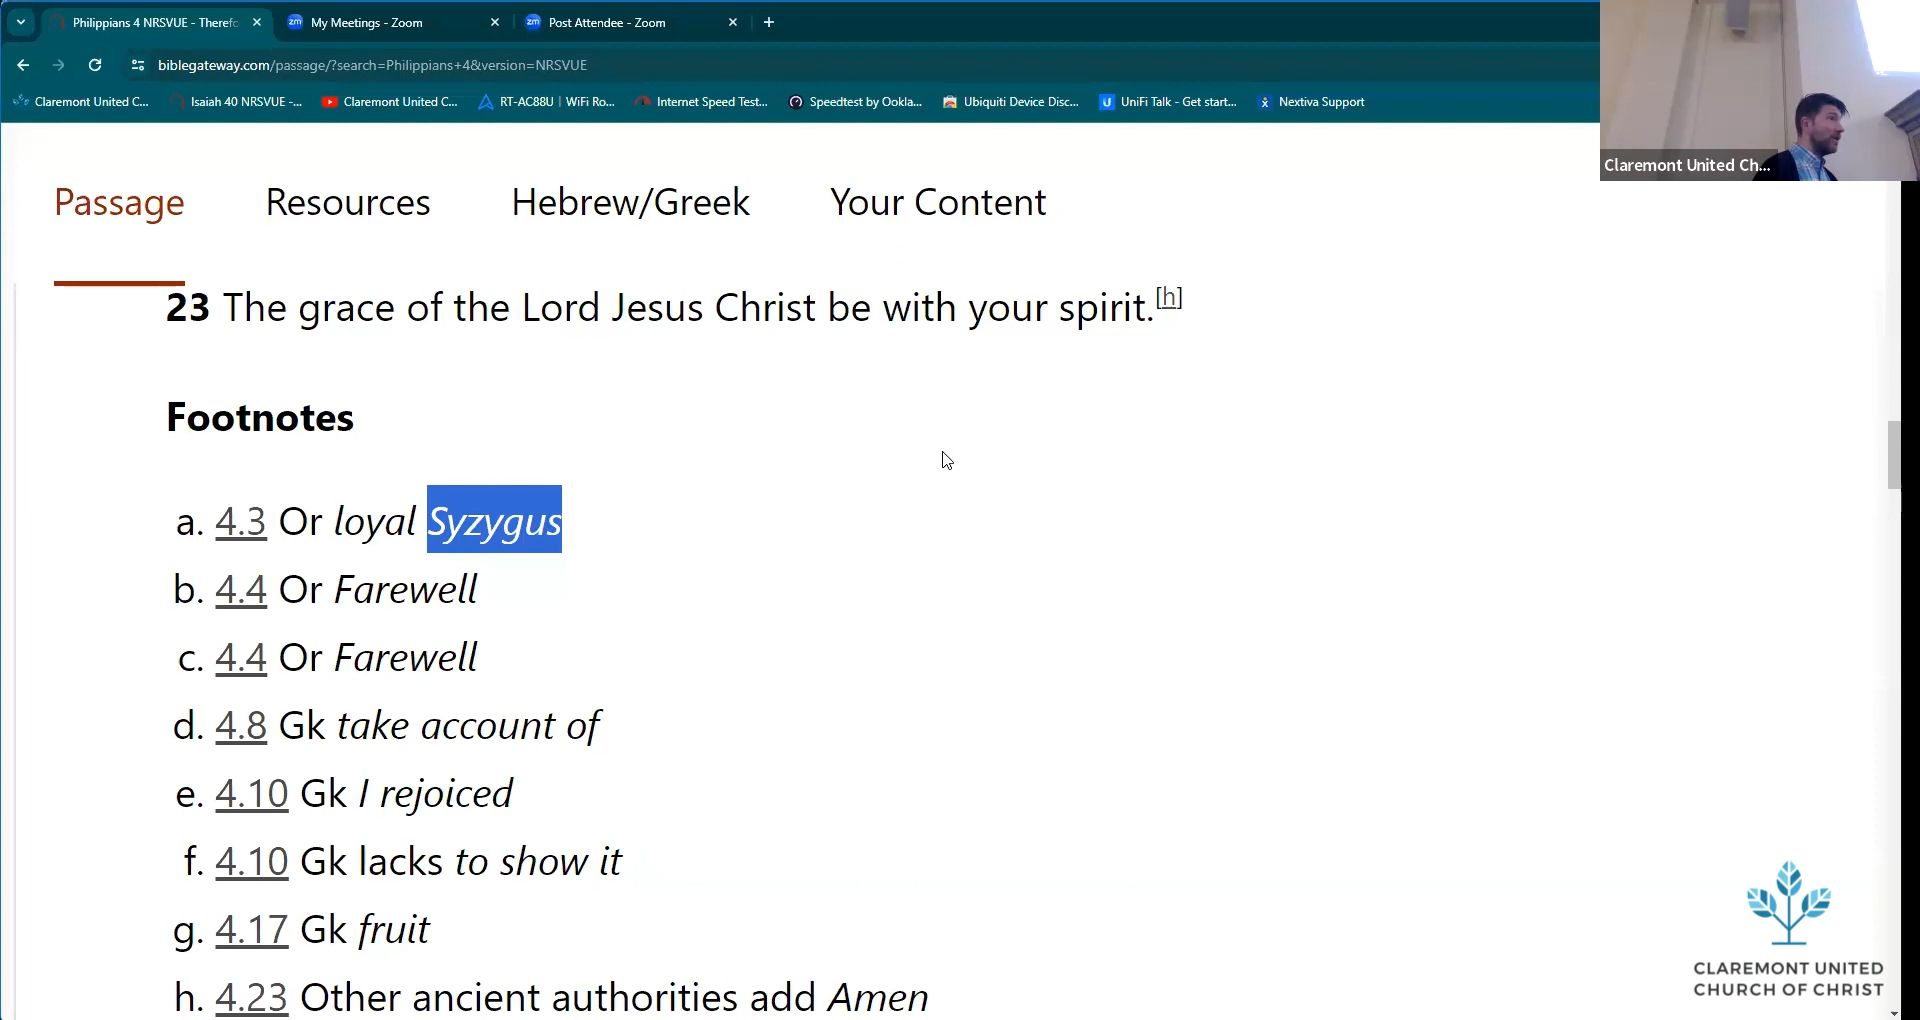 Philippians 4 NRSVUE - Therefo
My Meetings - Zoom
Post Attendee - Zoom
biblegateway.com/passage/?search=Philippians+4&version=NRSVUE
Claremont United C...
Isaiah 40 NRSVUE -...
Claremont United C...
RT-AC88U | WiFi Ro...
Internet Speed Test...
Speedtest by Ookla...
Ubiquiti Device Disc...
UniFi Talk - Get start...
Nextiva Support
Claremont United Ch...
Passage Resources Hebrew/Greek Your Content
23 The grace of the Lord Jesus Christ be with your spirit.[h]
Footnotes
a. 4.3 Or loyal Syzygus
b. 4.4 Or Farewell
c. 4.4 Or Farewell
d. 4.8 Gk take account of
e. 4.10 Gk I rejoiced
f. 4.10 Gk lacks to show it
g. 4.17 Gk fruit
h. 4.23 Other ancient authorities add Amen
CLAREMONT UNITED
CHURCH OF CHRIST